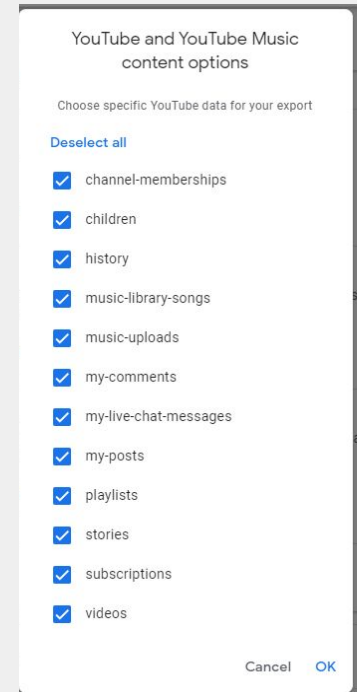 YouTube and YouTube Music
content options
Choose specific YouTube data for your export
Deselect all
channel-memberships
children
history
music-library-songs
music-uploads
my-comments
my-live-chat-messages
my-posts
playlists
stories
subscriptions
videos
Cancel OK